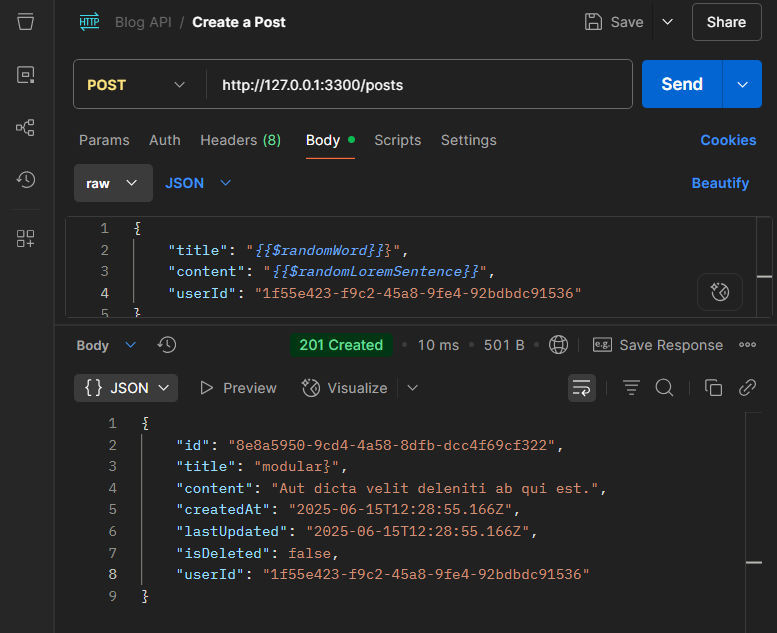 HTTP Blog API / Create a Post Save Share
POST http://127.0.0.1:3300/posts Send
Params Auth Headers (8) Body Scripts Settings Cookies
raw JSON Beautify
1 {
2 "title": "{{$randomWord}}}",
3 "content": "{{$randomLoremSentence}}",
4 "userId": "1f55e423-f9c2-45a8-9fe4-92bdbdc91536"
5 }
Body 201 Created • 10 ms • 501 B • e.g. Save Response
{} JSON Preview Visualize
1 {
2 "id": "8e8a5950-9cd4-4a58-8dfb-dcc4f69cf322",
3 "title": "modular}",
4 "content": "Aut dicta velit deleniti ab qui est.",
5 "createdAt": "2025-06-15T12:28:55.166Z",
6 "lastUpdated": "2025-06-15T12:28:55.166Z",
7 "isDeleted": false,
8 "userId": "1f55e423-f9c2-45a8-9fe4-92bdbdc91536"
9 }